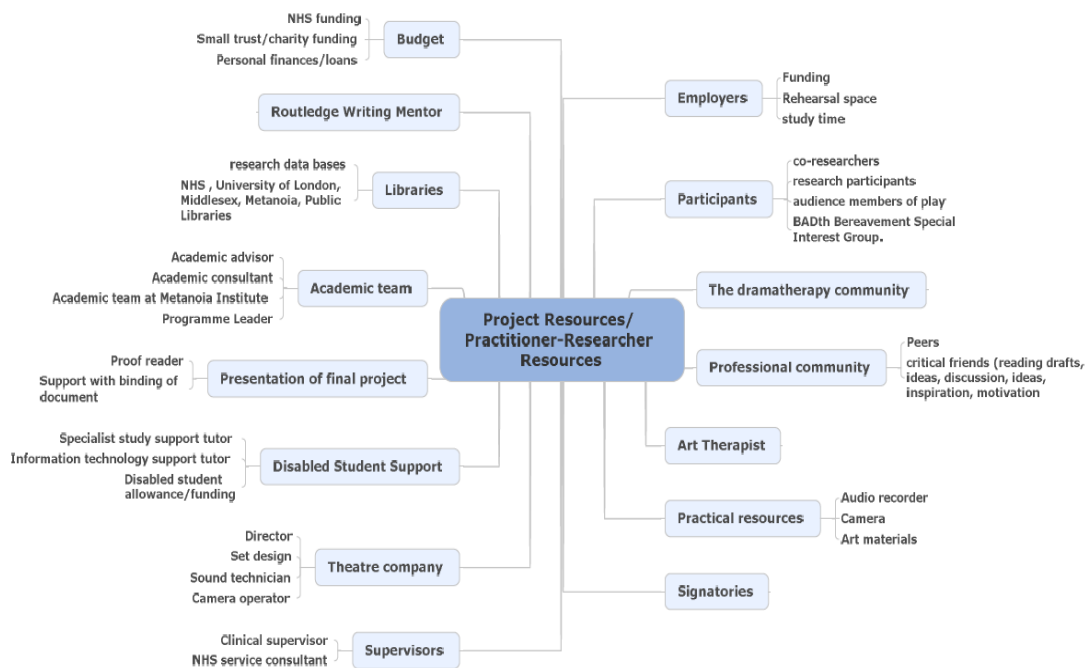 NHS funding
Small trust/charity funding
Personal finances/loans
Budget
Routledge Writing Mentor
research data bases
NHS , University of London,
Middlesex, Metanoia, Public
Libraries
Libraries
Academic advisor
Academic consultant
Academic team at Metanoia Institute
Programme Leader
Academic team
Proof reader
Support with binding of
document
Presentation of final project
Specialist study support tutor
Information technology support tutor
Disabled student
allowance/funding
Disabled Student Support
Director
Set design
Sound technician
Camera operator
Theatre company
Clinical supervisor
NHS service consultant
Supervisors
Project Resources/
Practitioner-Researcher
Resources
Employers
Funding
Rehearsal space
study time
Participants
co-researchers
research participants
audience members of play
BADth Bereavement Special
Interest Group.
The dramatherapy community
Professional community
Peers
critical friends (reading drafts,
ideas, discussion, ideas,
inspiration, motivation
Art Therapist
Practical resources
Audio recorder
Camera
Art materials
Signatories